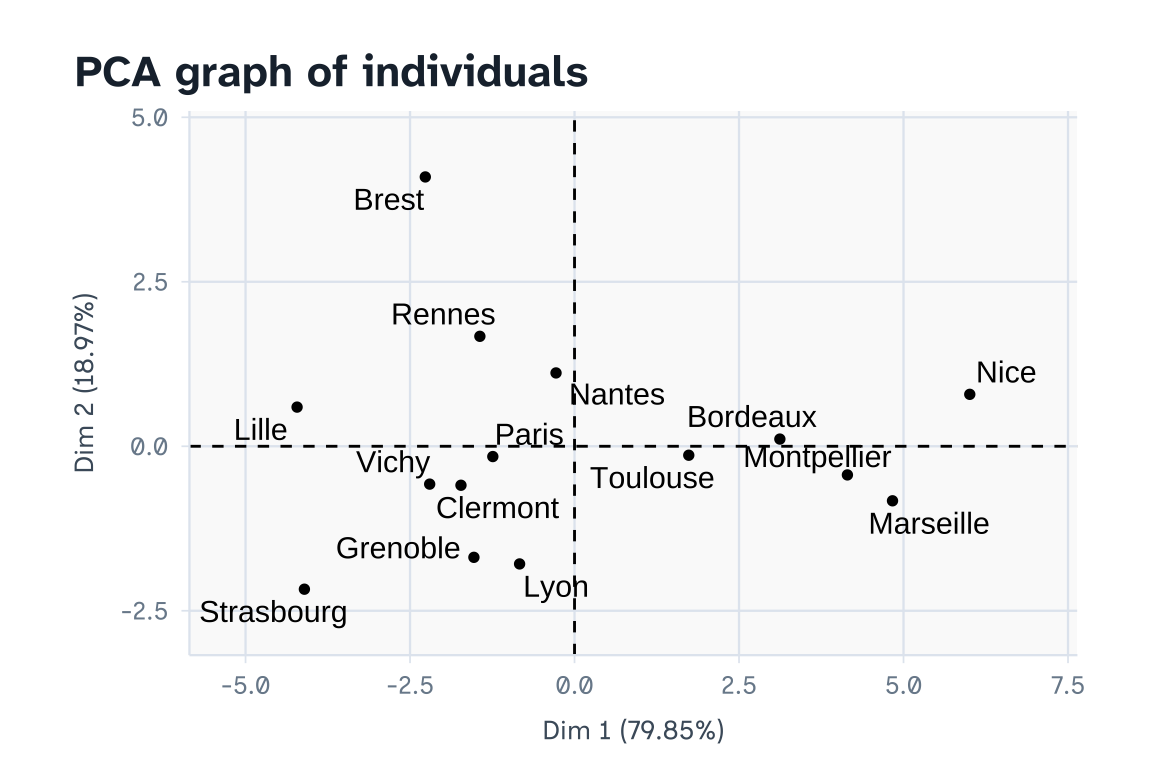 PCA graph of individuals
5.0
Brest
2.5
Rennes
Nice
Nantes
Bordeaux
Lille
Paris
0.0
Vichy
Montpellier
Toulouse
Clermont
Marseille
Grenoble
Lyon
Strasbourg
-2.5
Dim 2 (18.97%)
-5.0 -2.5 0.0 2.5 5.0 7.5
Dim 1 (79.85%)